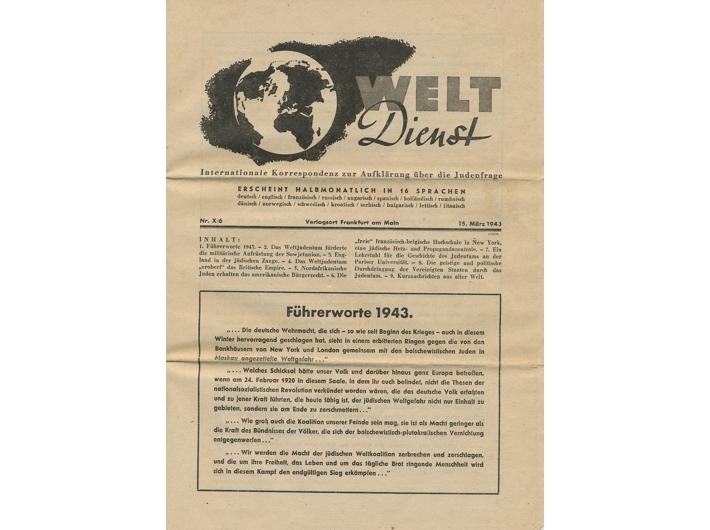 WELT
Dienst
Internationale Korrespondenz zur Aufklärung über die Judenfrage
ERSCHEINT HALBMONATLICH IN 16 SPRACHEN
deutsch / englisch / französisch / russisch / ungarisch / spanisch / holländisch / rumänisch
dänisch / norwegisch / schwedisch / kroatisch / serbisch / bulgarisch / lettisch / litauisch
Nr. X/6 Verlagsort Frankfurt am Main 15. März 1943
INHALT:
1. Führerworte 1943. – 2. Das Weltjudentum förderte
die militärische Aufrüstung der Sowjetunion. – 3. Eng-
land in der jüdischen Zange. – 4. Das Weltjudentum
„erobert“ das Britische Empire. – 5. Nordafrikanische
Juden erhalten das amerikanische Bürgerrecht. – 6. Die
„freie“ französisch-belgische Hochschule in New York,
eine jüdische Hetz- und Propagandazentrale. – 7. Ein
Lehrstuhl für die Geschichte des Judentums an der
Pariser Universität. – 8. Die geistige und politische
Durchdringung der Vereinigten Staaten durch das
Judentum. – 9. Kurznachrichten aus aller Welt.
Führerworte 1943.
„... Die deutsche Wehrmacht, die sich – so wie seit Beginn des Krieges – auch in diesem
Winter hervorragend geschlagen hat, steht in einem erbitterten Ringen gegen die von den
Bankhäusern von New York und London gemeinsam mit den bolschewistischen Juden in
Moskau angezettelte Weltgefahr ...“
„... Welches Schicksal hätte unser Volk und darüber hinaus ganz Europa betroffen,
wenn am 24. Februar 1920 in diesem Saale, in dem ihr euch befindet, nicht die Thesen der
nationalsozialistischen Revolution verkündet worden wären, die das deutsche Volk erfaßten
und zu jener Kraft führten, die heute fähig ist, der jüdischen Weltgefahr nicht nur Einhalt zu
gebieten, sondern sie am Ende zu zerschmettern ...“
„... Wie groß auch die Koalition unserer Feinde sein mag, sie ist als Macht geringer als
die Kraft des Bündnisses der Völker, die sich der bolschewistisch-plutokratischen Vernichtung
entgegenwerfen ...“
„... Wir werden die Macht der jüdischen Weltkoalition zerbrechen und zerschlagen,
und die um ihre Freiheit, das Leben und um das tägliche Brot ringende Menschheit wird
sich in diesem Kampf den endgültigen Sieg erkämpfen ...“